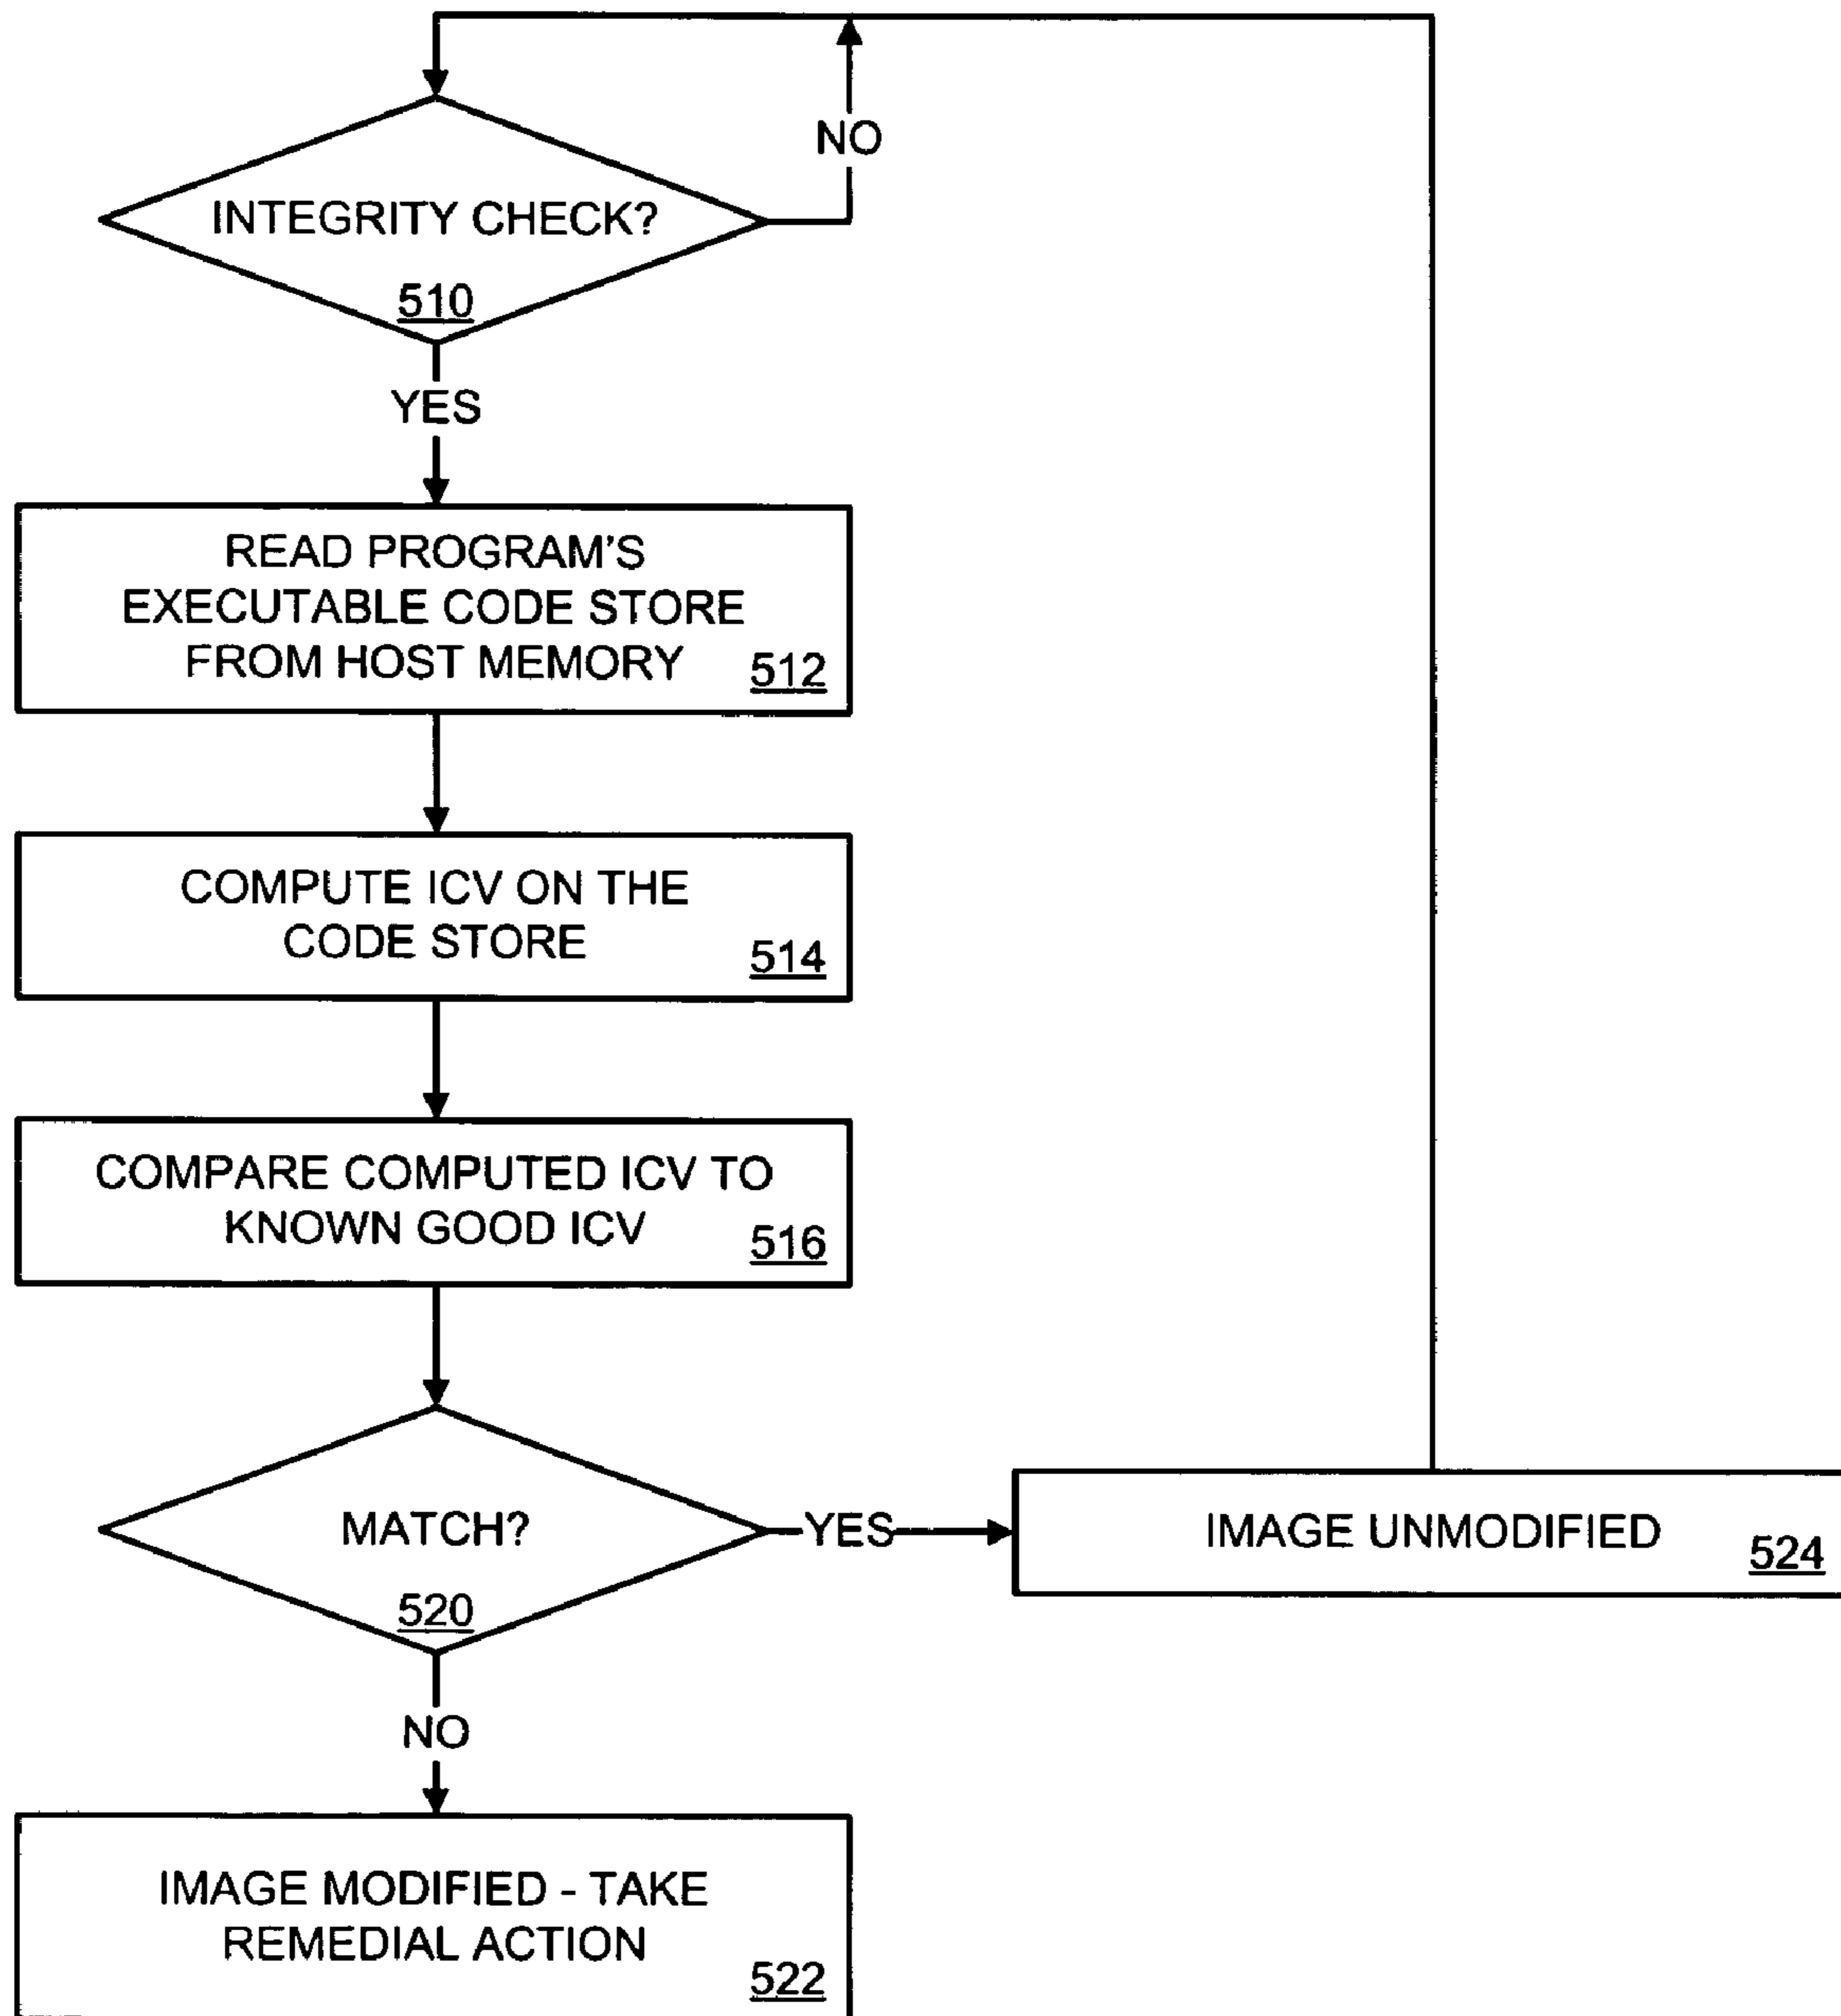 NO
INTEGRITY CHECK?
510
YES
READ PROGRAM'S
EXECUTABLE CODE STORE
FROM HOST MEMORY
512
COMPUTE ICV ON THE
CODE STORE
514
COMPARE COMPUTED ICV TO
KNOWN GOOD ICV
516
MATCH?
520
YES
IMAGE UNMODIFIED
524
NO
IMAGE MODIFIED - TAKE
REMEDIAL ACTION
522